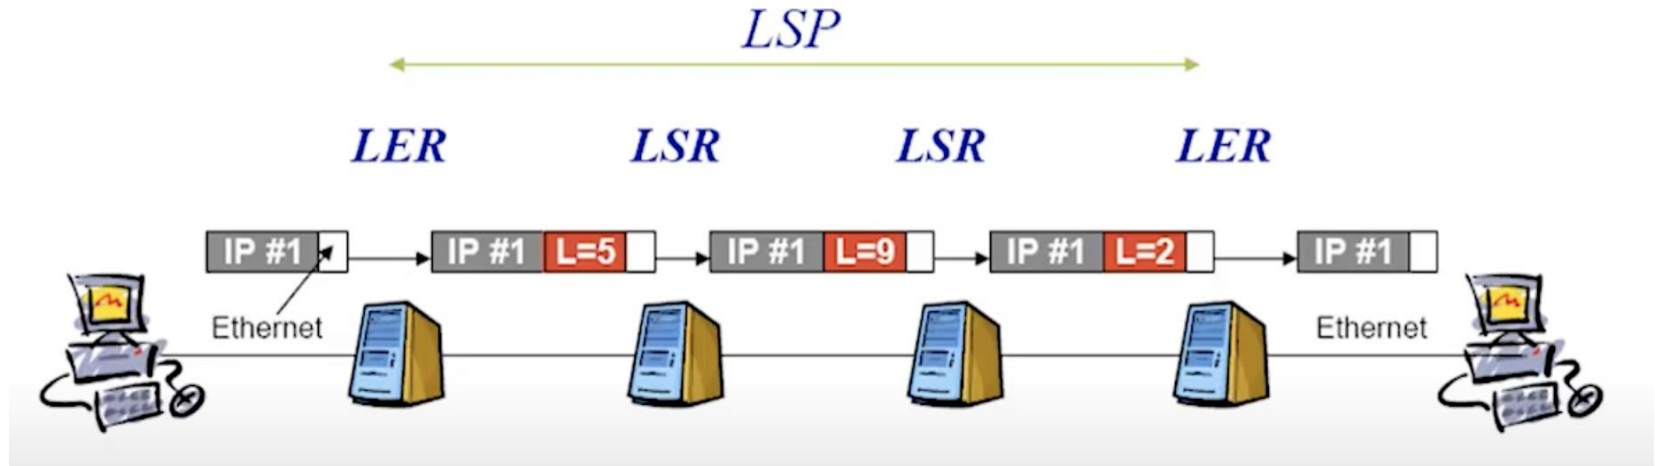 LSP
LER LSR LSR LER
IP #1 IP #1 L=5 IP #1 L=9 IP #1 L=2 IP #1
Ethernet Ethernet